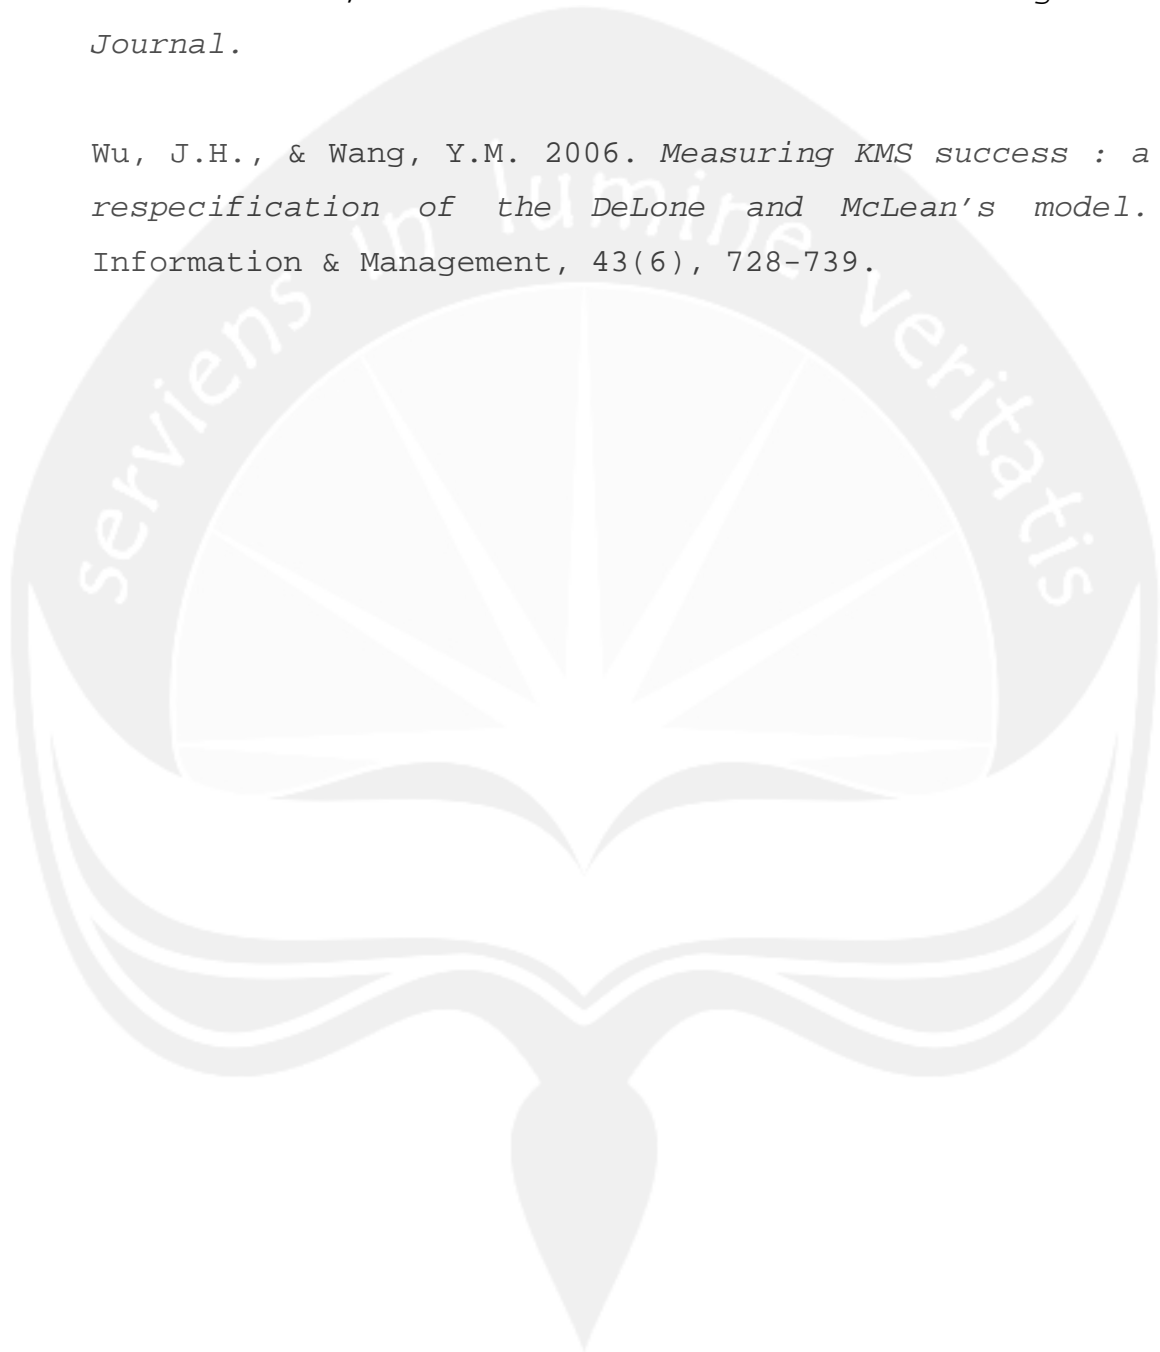 Journal.
Wu, J.H., & Wang, Y.M. 2006. Measuring KMS success : a
respecification of the DeLone and McLean's model.
Information & Management, 43(6), 728-739.
serviens in lumine veritatis